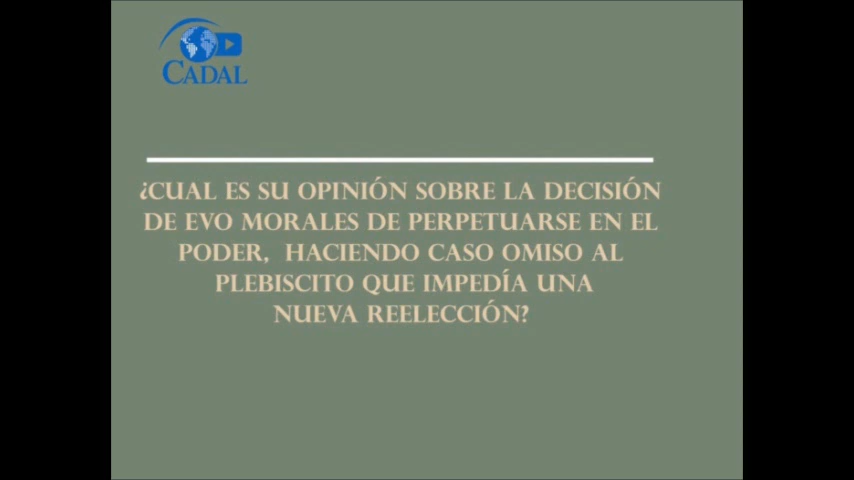 CADAL
¿CUAL ES SU OPINIÓN SOBRE LA DECISIÓN
DE EVO MORALES DE PERPETUARSE EN EL
PODER, HACIENDO CASO OMISO AL
PLEBISCITO QUE IMPEDÍA UNA
NUEVA REELECCIÓN?